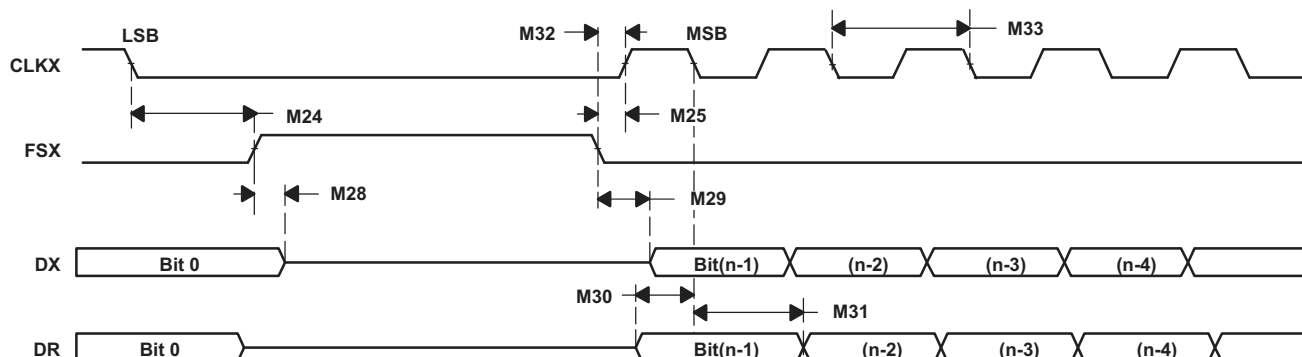 LSB
M32
MSB
M33
CLKX
M24
M25
FSX
M28
M29
DX
Bit 0
Bit(n-1)
(n-2)
(n-3)
(n-4)
M30
M31
DR
Bit 0
Bit(n-1)
(n-2)
(n-3)
(n-4)